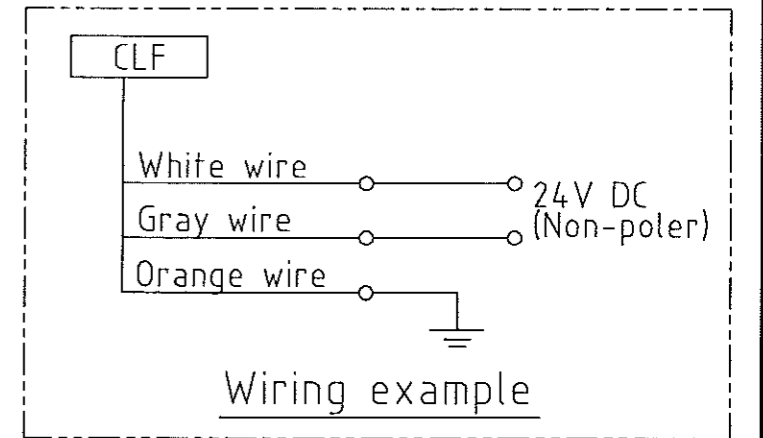 CLF
White wire
24V DC
Gray wire
(Non-poler)
Orange wire
Wiring example